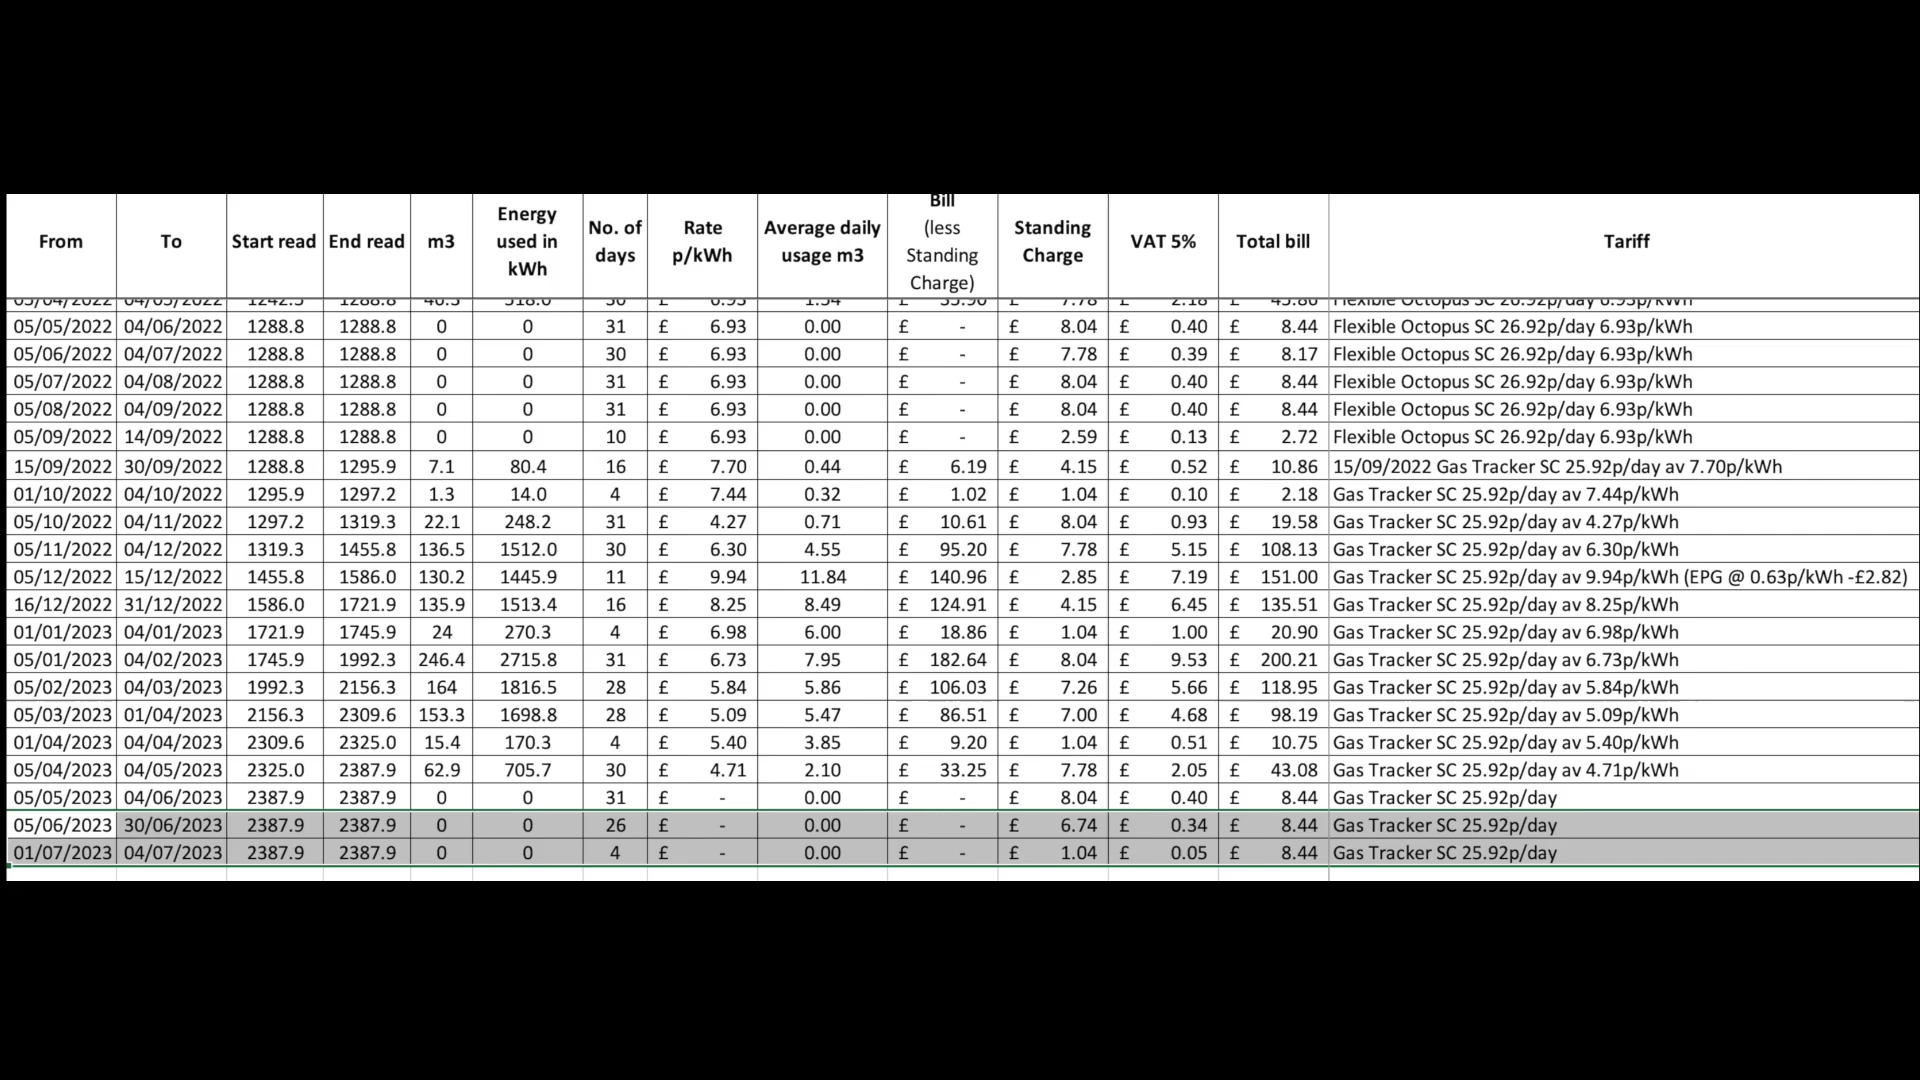 From To Start read End read m3 Energy used in kWh No. of days Rate p/kWh Average daily usage m3 Bill (less Standing Charge) Standing Charge VAT 5% Total bill Tariff
05/05/2022 04/06/2022 1288.8 1288.8 0 0 31 £ 6.93 0.00 £ - £ 8.04 £ 0.40 £ 8.44 Flexible Octopus SC 26.92p/day 6.93p/kWh
05/06/2022 04/07/2022 1288.8 1288.8 0 0 30 £ 6.93 0.00 £ - £ 7.78 £ 0.39 £ 8.17 Flexible Octopus SC 26.92p/day 6.93p/kWh
05/07/2022 04/08/2022 1288.8 1288.8 0 0 31 £ 6.93 0.00 £ - £ 8.04 £ 0.40 £ 8.44 Flexible Octopus SC 26.92p/day 6.93p/kWh
05/08/2022 04/09/2022 1288.8 1288.8 0 0 31 £ 6.93 0.00 £ - £ 8.04 £ 0.40 £ 8.44 Flexible Octopus SC 26.92p/day 6.93p/kWh
05/09/2022 14/09/2022 1288.8 1288.8 0 0 10 £ 6.93 0.00 £ - £ 2.59 £ 0.13 £ 2.72 Flexible Octopus SC 26.92p/day 6.93p/kWh
15/09/2022 30/09/2022 1288.8 1295.9 7.1 80.4 16 £ 7.70 0.44 £ 6.19 £ 4.15 £ 0.52 £ 10.86 15/09/2022 Gas Tracker SC 25.92p/day av 7.70p/kWh
01/10/2022 04/10/2022 1295.9 1297.2 1.3 14.0 4 £ 7.44 0.32 £ 1.02 £ 1.04 £ 0.10 £ 2.18 Gas Tracker SC 25.92p/day av 7.44p/kWh
05/10/2022 04/11/2022 1297.2 1319.3 22.1 248.2 31 £ 4.27 0.71 £ 10.61 £ 8.04 £ 0.93 £ 19.58 Gas Tracker SC 25.92p/day av 4.27p/kWh
05/11/2022 04/12/2022 1319.3 1455.8 136.5 1512.0 30 £ 6.30 4.55 £ 95.20 £ 7.78 £ 5.15 £ 108.13 Gas Tracker SC 25.92p/day av 6.30p/kWh
05/12/2022 15/12/2022 1455.8 1586.0 130.2 1445.9 11 £ 9.94 11.84 £ 140.96 £ 2.85 £ 7.19 £ 151.00 Gas Tracker SC 25.92p/day av 9.94p/kWh (EPG @ 0.63p/kWh -£2.82)
16/12/2022 31/12/2022 1586.0 1721.9 135.9 1513.4 16 £ 8.25 8.49 £ 124.91 £ 4.15 £ 6.45 £ 135.51 Gas Tracker SC 25.92p/day av 8.25p/kWh
01/01/2023 04/01/2023 1721.9 1745.9 24 270.3 4 £ 6.98 6.00 £ 18.86 £ 1.04 £ 1.00 £ 20.90 Gas Tracker SC 25.92p/day av 6.98p/kWh
05/01/2023 04/02/2023 1745.9 1992.3 246.4 2715.8 31 £ 6.73 7.95 £ 182.64 £ 8.04 £ 9.53 £ 200.21 Gas Tracker SC 25.92p/day av 6.73p/kWh
05/02/2023 04/03/2023 1992.3 2156.3 164 1816.5 28 £ 5.84 5.86 £ 106.03 £ 7.26 £ 5.66 £ 118.95 Gas Tracker SC 25.92p/day av 5.84p/kWh
05/03/2023 01/04/2023 2156.3 2309.6 153.3 1698.8 28 £ 5.09 5.47 £ 86.51 £ 7.00 £ 4.68 £ 98.19 Gas Tracker SC 25.92p/day av 5.09p/kWh
01/04/2023 04/04/2023 2309.6 2325.0 15.4 170.3 4 £ 5.40 3.85 £ 9.20 £ 1.04 £ 0.51 £ 10.75 Gas Tracker SC 25.92p/day av 5.40p/kWh
05/04/2023 04/05/2023 2325.0 2387.9 62.9 705.7 30 £ 4.71 2.10 £ 33.25 £ 7.78 £ 2.05 £ 43.08 Gas Tracker SC 25.92p/day av 4.71p/kWh
05/05/2023 04/06/2023 2387.9 2387.9 0 0 31 £ - 0.00 £ - £ 8.04 £ 0.40 £ 8.44 Gas Tracker SC 25.92p/day
05/06/2023 30/06/2023 2387.9 2387.9 0 0 26 £ - 0.00 £ - £ 6.74 £ 0.34 £ 8.44 Gas Tracker SC 25.92p/day
01/07/2023 04/07/2023 2387.9 2387.9 0 0 4 £ - 0.00 £ - £ 1.04 £ 0.05 £ 8.44 Gas Tracker SC 25.92p/day